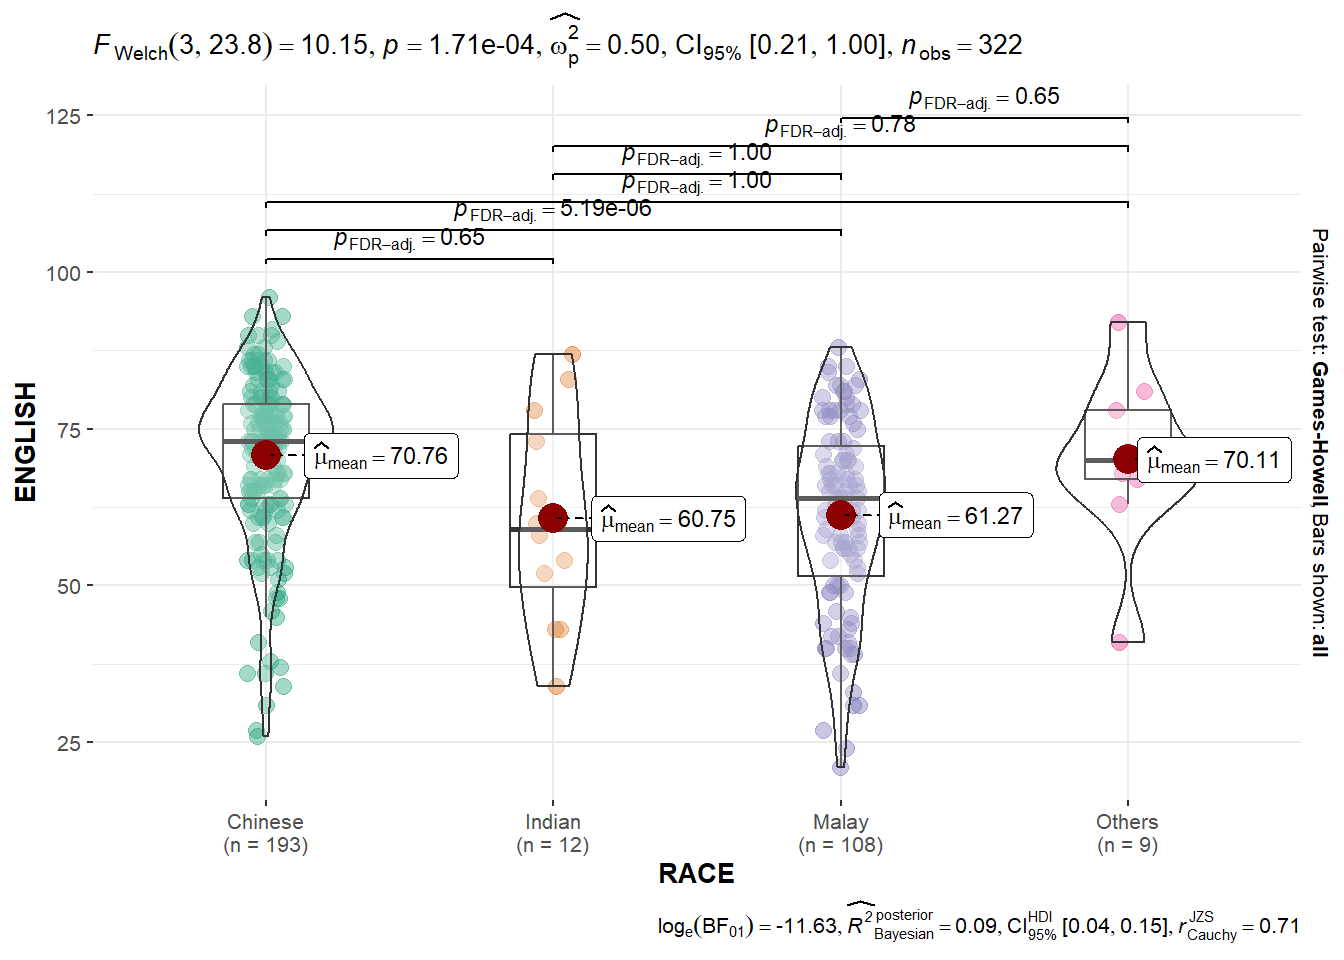 F Welch(3, 23.8) = 10.15, p = 1.71e-04, ω̂²p = 0.50, CI95% [0.21, 1.00], nobs = 322
pFDR−adj. = 0.65
pFDR−adj. = 0.78
pFDR−adj. = 1.00
pFDR−adj. = 1.00
pFDR−adj. = 5.19e-06
pFDR−adj. = 0.65
125
100
75
50
25
ENGLISH
μ̂mean = 70.76
μ̂mean = 60.75
μ̂mean = 61.27
μ̂mean = 70.11
Pairwise test: Games-Howell, Bars shown: all
Chinese
(n = 193)
Indian
(n = 12)
Malay
(n = 108)
Others
(n = 9)
RACE
loge(BF01) = -11.63, R̂² posterior Bayesian = 0.09, CI HDI 95% [0.04, 0.15], r JZS Cauchy = 0.71